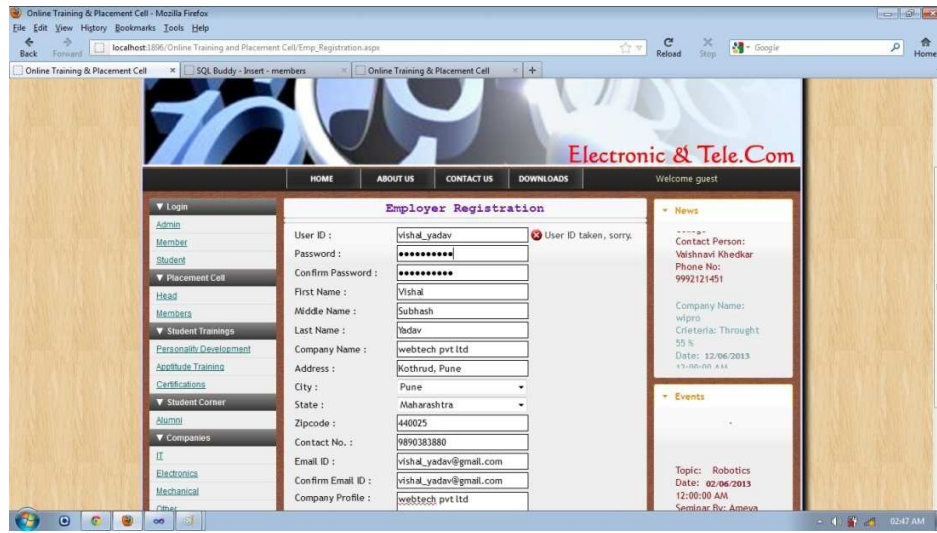 Online Training & Placement Cell - Mozilla Firefox
File Edit View History Bookmarks Tools Help
Back Forward localhost:1896/Online Training and Placement Cell/Emp_Registration.aspx Reload Stop Google Home
Online Training & Placement Cell SQL Buddy - Insert - members Online Training & Placement Cell
Electronic & Tele.Com
HOME ABOUT US CONTACT US DOWNLOADS Welcome guest
Login
Admin
Member
Student
Placement Cell
Head
Members
Student Trainings
Personality Development
Apptitude Training
Certifications
Student Corner
Alumni
Companies
IT
Electronics
Mechanical
Other
Employer Registration
User ID : vishal_yadav User ID taken, sorry.
Password :
Confirm Password :
First Name : Vishal
Middle Name : Subhash
Last Name : Yadav
Company Name : webtech pvt ltd
Address : Kothrud, Pune
City : Pune
State : Maharashtra
Zipcode : 440025
Contact No. : 9890383880
Email ID : vishal_yadav@gmail.com
Confirm Email ID : vishal_yadav@gmail.com
Company Profile : webtech pvt ltd
News
Contact Person:
Vaishnavi Khedkar
Phone No:
9992121451
Company Name:
wipro
Crieteria: Throught
55 %
Date: 12/06/2013
12:00:00 AM
Events
Topic: Robotics
Date: 02/06/2013
12:00:00 AM
Seminar By: Ameya
02:47 AM